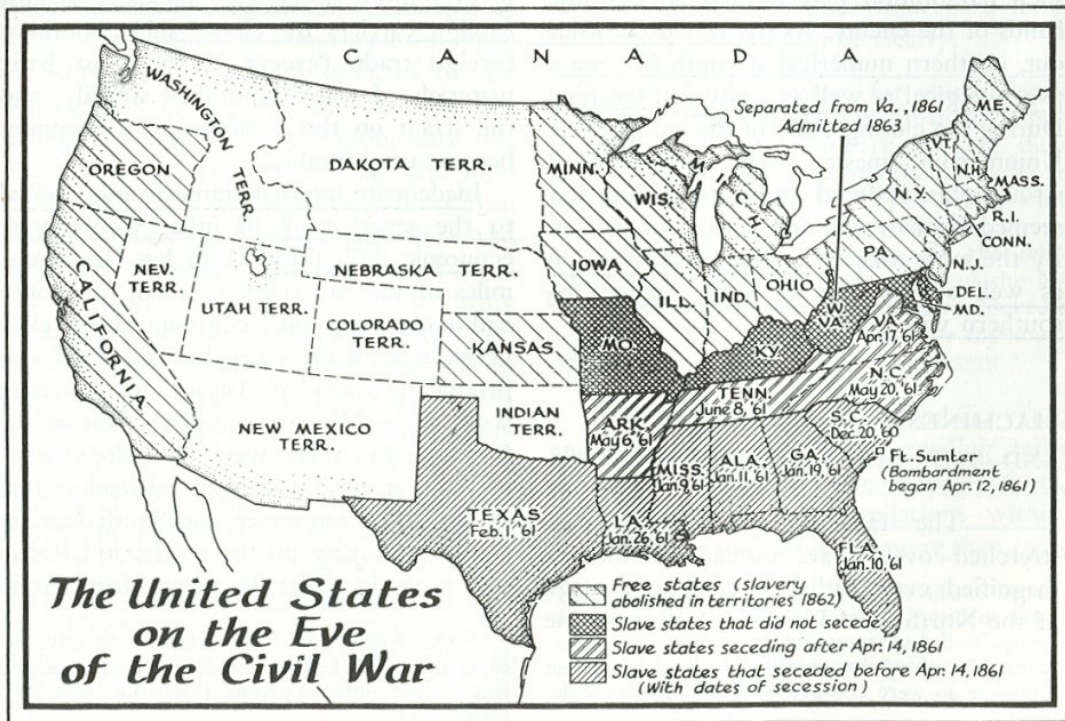 The United States
on the Eve
of the Civil War
C A N A D A
WASHINGTON
TERR.
OREGON
CALIFORNIA
NEV.
TERR.
UTAH TERR.
DAKOTA TERR.
NEBRASKA TERR.
COLORADO
TERR.
KANSAS
NEW MEXICO
TERR.
INDIAN
TERR.
TEXAS
Feb. 1, '61
MINN.
WIS.
MICH.
IOWA
ILL.
IND.
OHIO
MO.
KY.
ARK.
May 6, '61
LA.
Jan. 26, '61
TENN.
June 8, '61
MISS.
Jan. 9, '61
ALA.
Jan. 11, '61
GA.
Jan. 19, '61
FLA.
Jan. 10, '61
S.C.
Dec. 20, '60
N.C.
May 20, '61
VA.
Apr. 17, '61
W.
VA.
Separated from Va., 1861
Admitted 1863
PA.
N.Y.
VT.
N.H.
ME.
MASS.
R.I.
CONN.
N.J.
DEL.
MD.
Ft. Sumter
(Bombardment
began Apr. 12, 1861)
Free states (slavery
abolished in territories, 1862)
Slave states that did not secede
Slave states seceding after Apr. 14, 1861
Slave states that seceded before Apr. 14, 1861
(With dates of secession)